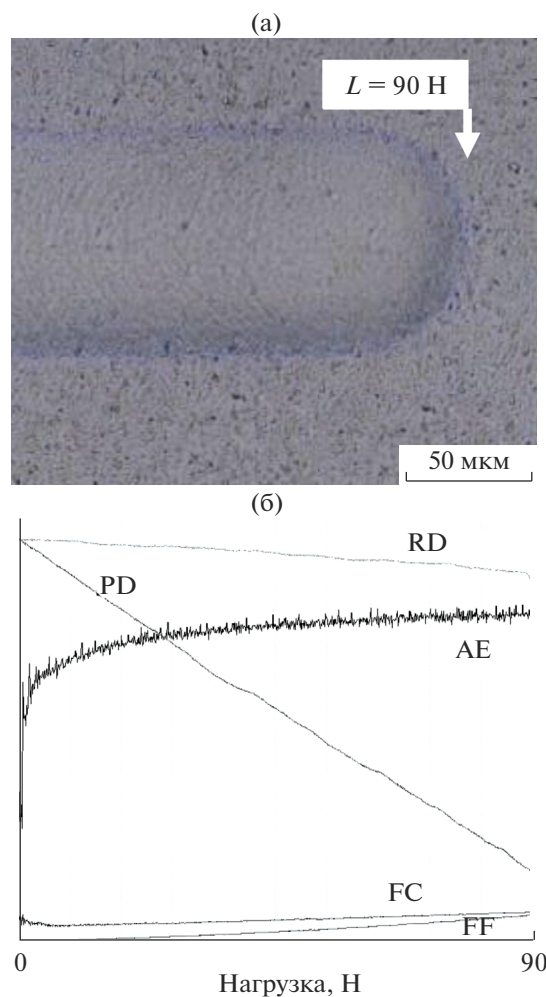 (а)
L = 90 Н
50 мкм
(б)
RD
PD
AE
FC
FF
0
90
Нагрузка, Н